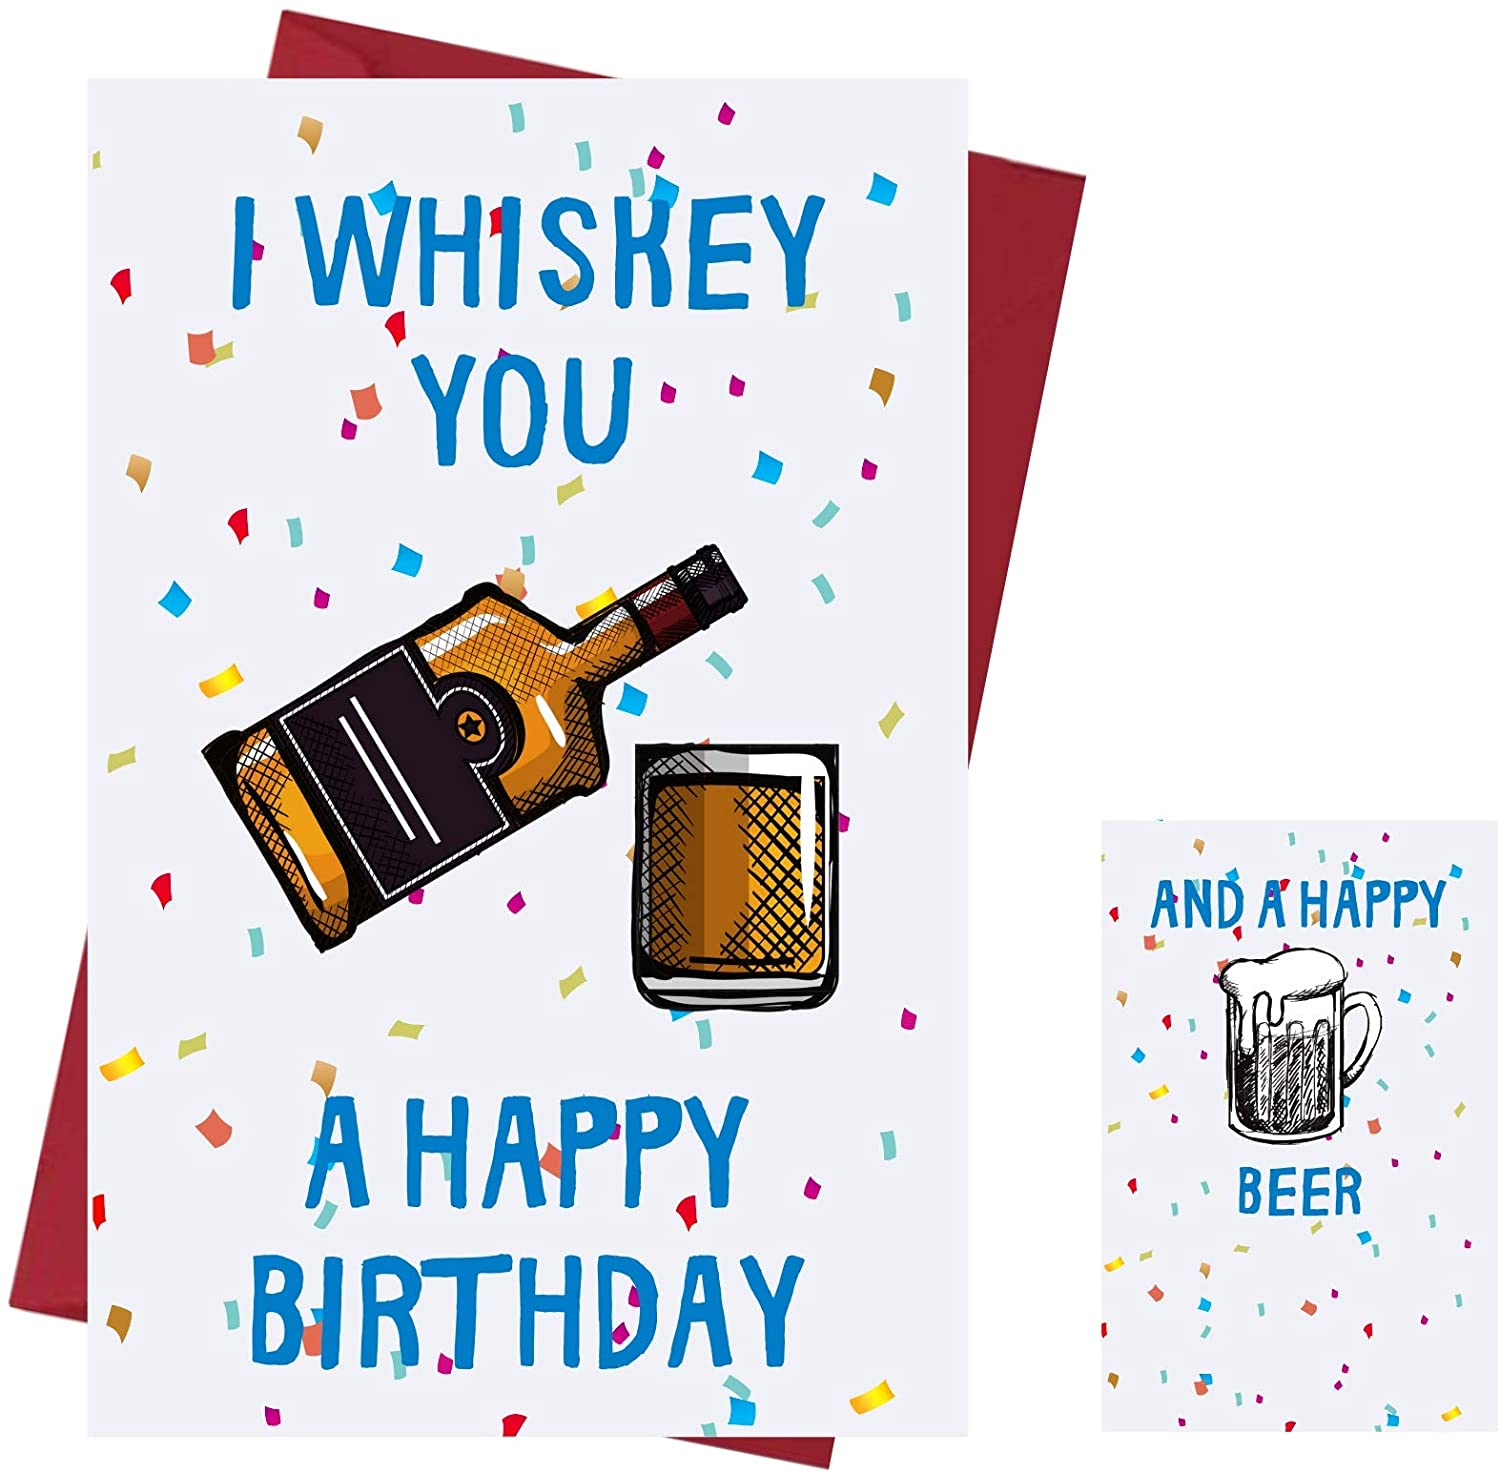 I WHISKEY
YOU
A HAPPY
BIRTHDAY
AND A HAPPY
BEER